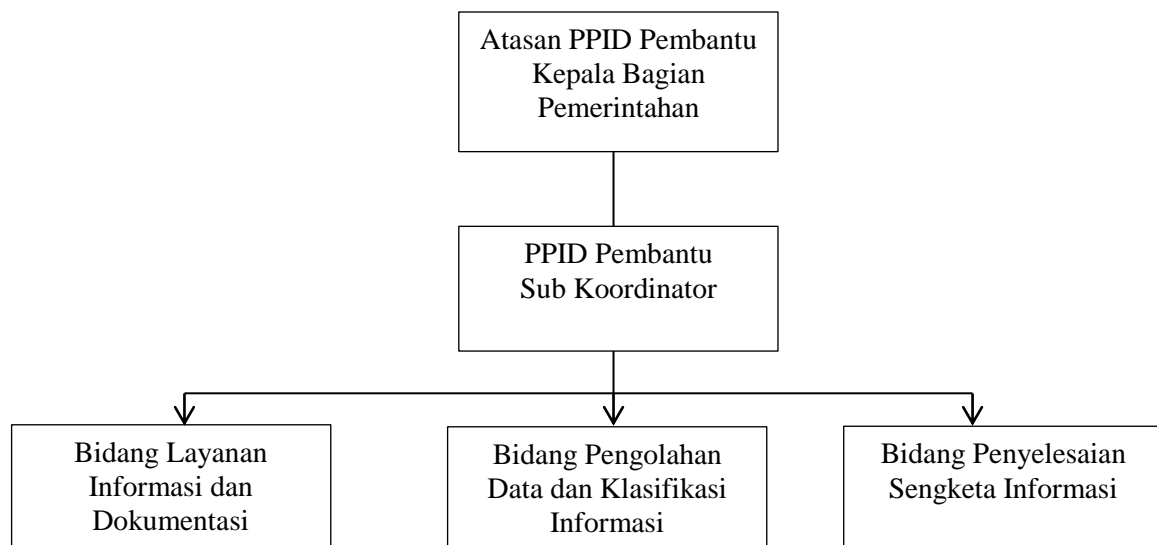 Atasan PPID Pembantu
Kepala Bagian
Pemerintahan
PPID Pembantu
Sub Koordinator
Bidang Layanan
Informasi dan
Dokumentasi
Bidang Pengolahan
Data dan Klasifikasi
Informasi
Bidang Penyelesaian
Sengketa Informasi